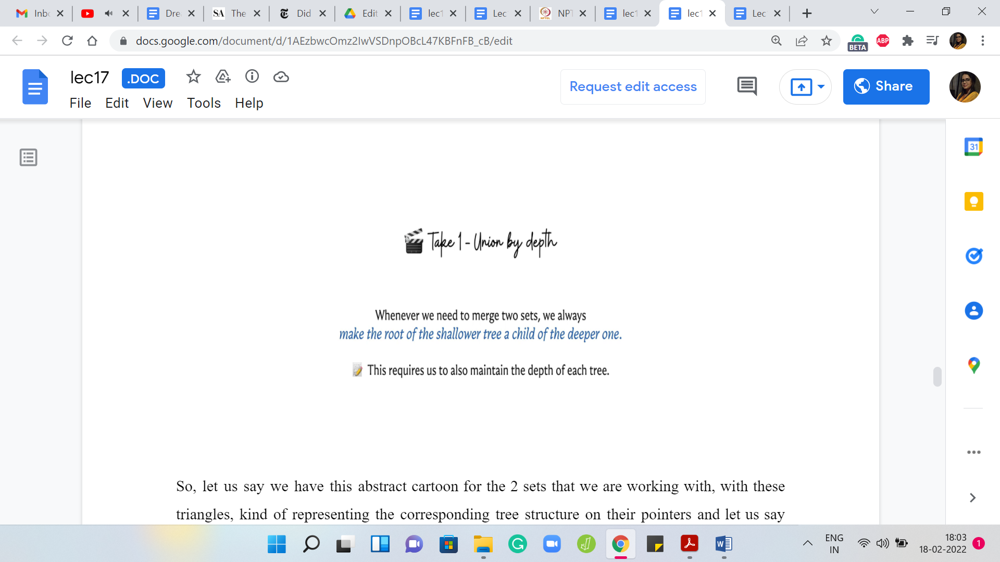 Inb
Dre
SA The
Did
Edit
lec1
Lec
NPT
lec1
lec1
Lec
docs.google.com/document/d/1AEzbwcOmz2IwVSDnpOBcL47KBFnFB_cB/edit
ABP
BETA
lec17 .DOC
Request edit access
Share
File Edit View Tools Help
31
Take 1 - Union by depth
Whenever we need to merge two sets, we always
make the root of the shallower tree a child of the deeper one.
This requires us to also maintain the depth of each tree.
So, let us say we have this abstract cartoon for the 2 sets that we are working with, with these
triangles, kind of representing the corresponding tree structure on their pointers and let us say
ENG
IN
18:03
18-02-2022
1